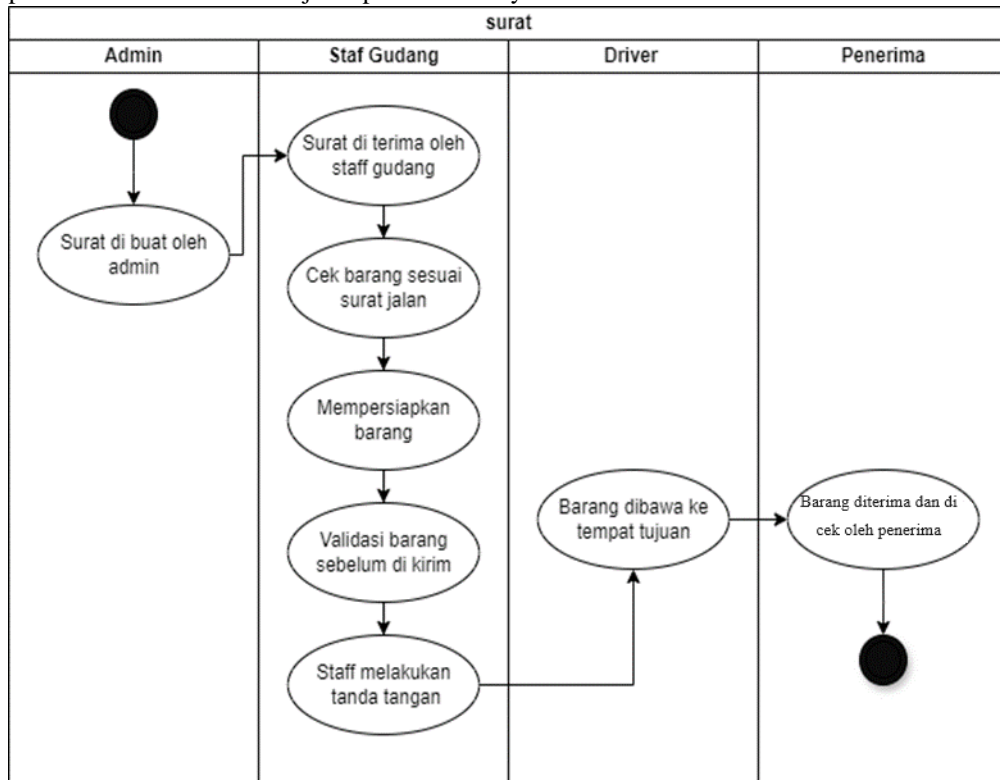 surat
Admin
Staf Gudang
Driver
Penerima
Surat di buat oleh
admin
Surat di terima oleh
staff gudang
Cek barang sesuai
surat jalan
Mempersiapkan
barang
Validasi barang
sebelum di kirim
Staff melakukan
tanda tangan
Barang dibawa ke
tempat tujuan
Barang diterima dan di
cek oleh penerima